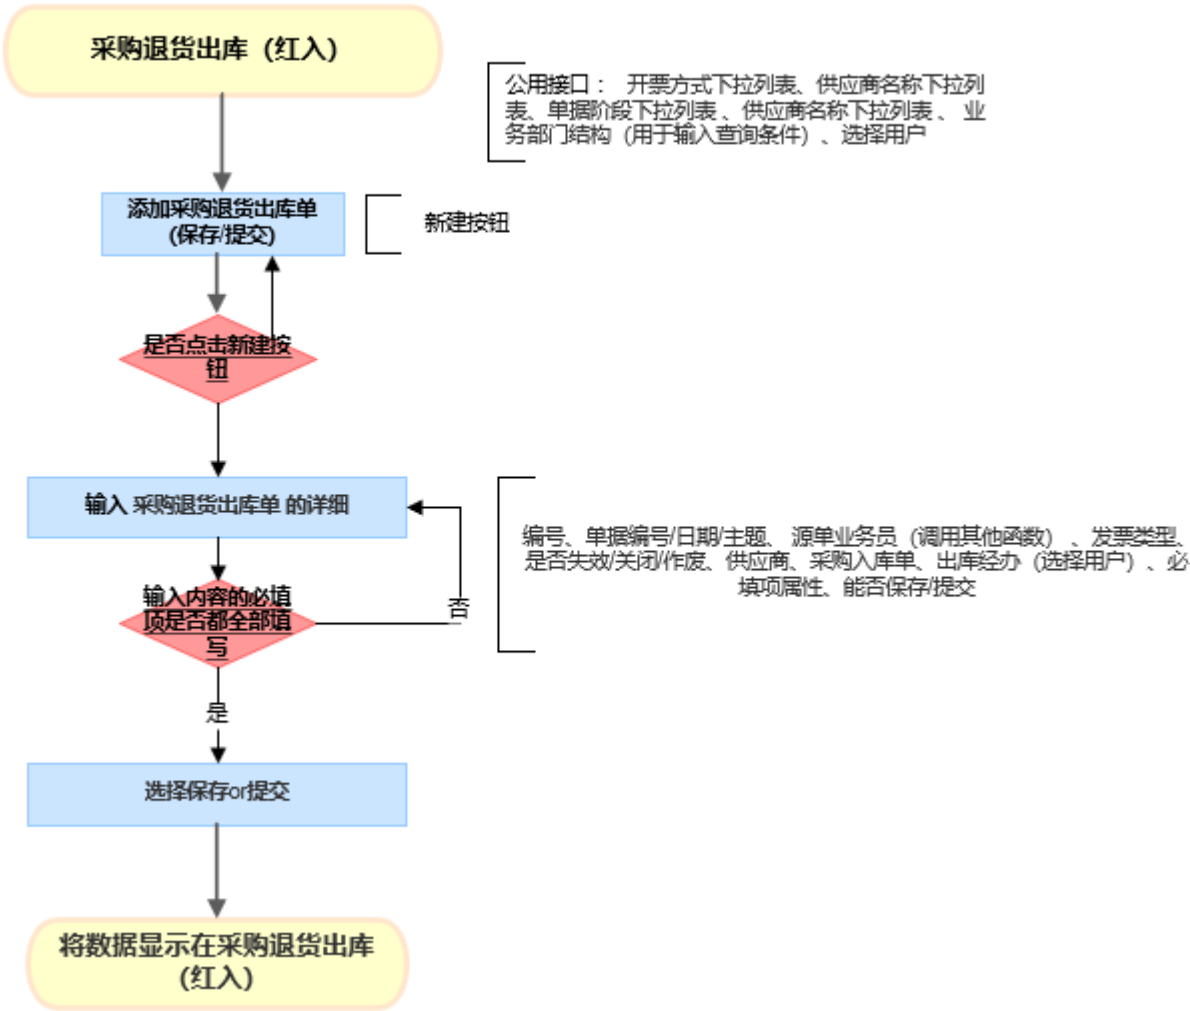 采购退货出库（红入）
公用接口： 开票方式下拉列表、供应商名称下拉列
表、单据阶段下拉列表 、供应商名称下拉列表 、 业
务部门结构（用于输入查询条件）、选择用户
添加采购退货出库单
(保存/提交)
新建按钮
是否点击新建按
钮
输入 采购退货出库单 的详细
编号、单据编号/日期/主题、 源单业务员（调用其他函数） 、发票类型、
是否失效/关闭/作废、供应商、采购入库单、出库经办（选择用户）、必
填项属性、能否保存/提交
输入内容的必填
项是否都全部填
写
否
是
选择保存or提交
将数据显示在采购退货出库
（红入）